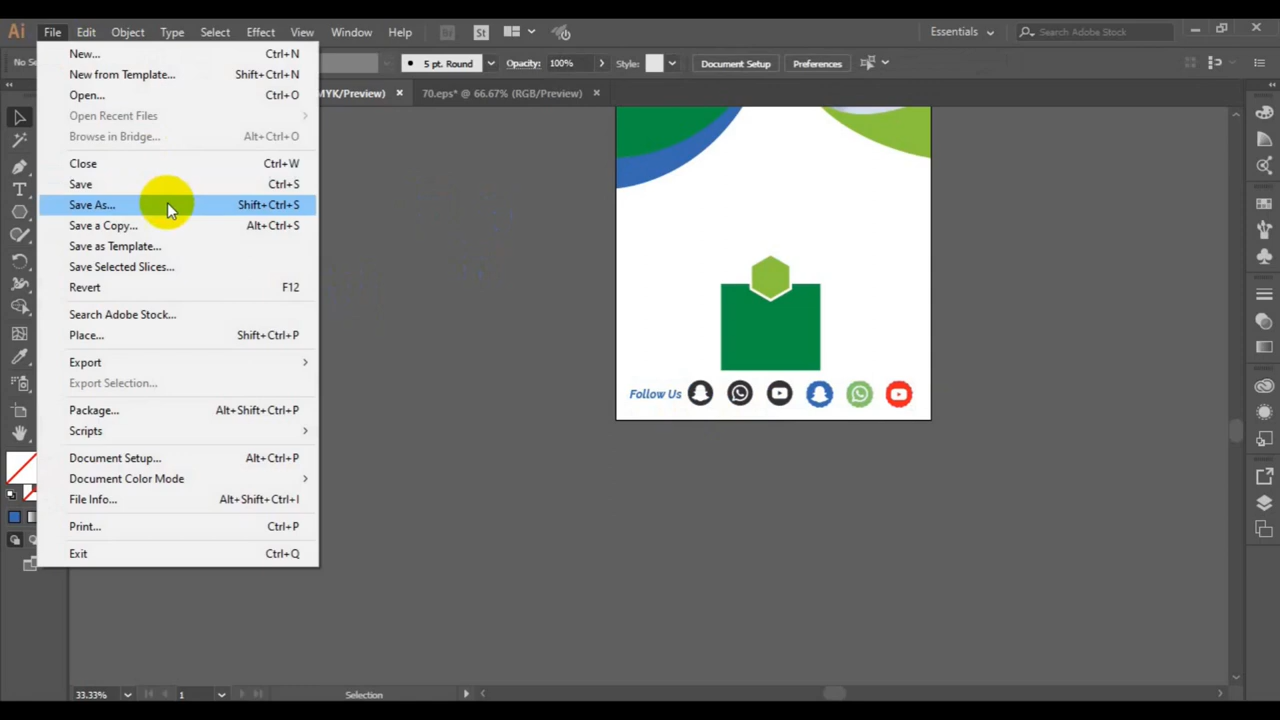 Ai File Edit Object Type Select Effect View Window Help Br St Essentials Search Adobe Stock
5 pt. Round Opacity: 100% Style: Document Setup Preferences
MYK/Preview) × 70.eps* @ 66.67% (RGB/Preview) ×
New... Ctrl+N
New from Template... Shift+Ctrl+N
Open... Ctrl+O
Open Recent Files
Browse in Bridge... Alt+Ctrl+O
Close Ctrl+W
Save Ctrl+S
Save As... Shift+Ctrl+S
Save a Copy... Alt+Ctrl+S
Save as Template...
Save Selected Slices...
Revert F12
Search Adobe Stock...
Place... Shift+Ctrl+P
Export
Export Selection...
Package... Alt+Shift+Ctrl+P
Scripts
Document Setup... Alt+Ctrl+P
Document Color Mode
File Info... Alt+Shift+Ctrl+I
Print... Ctrl+P
Exit Ctrl+Q
Follow Us
33.33% 1 Selection